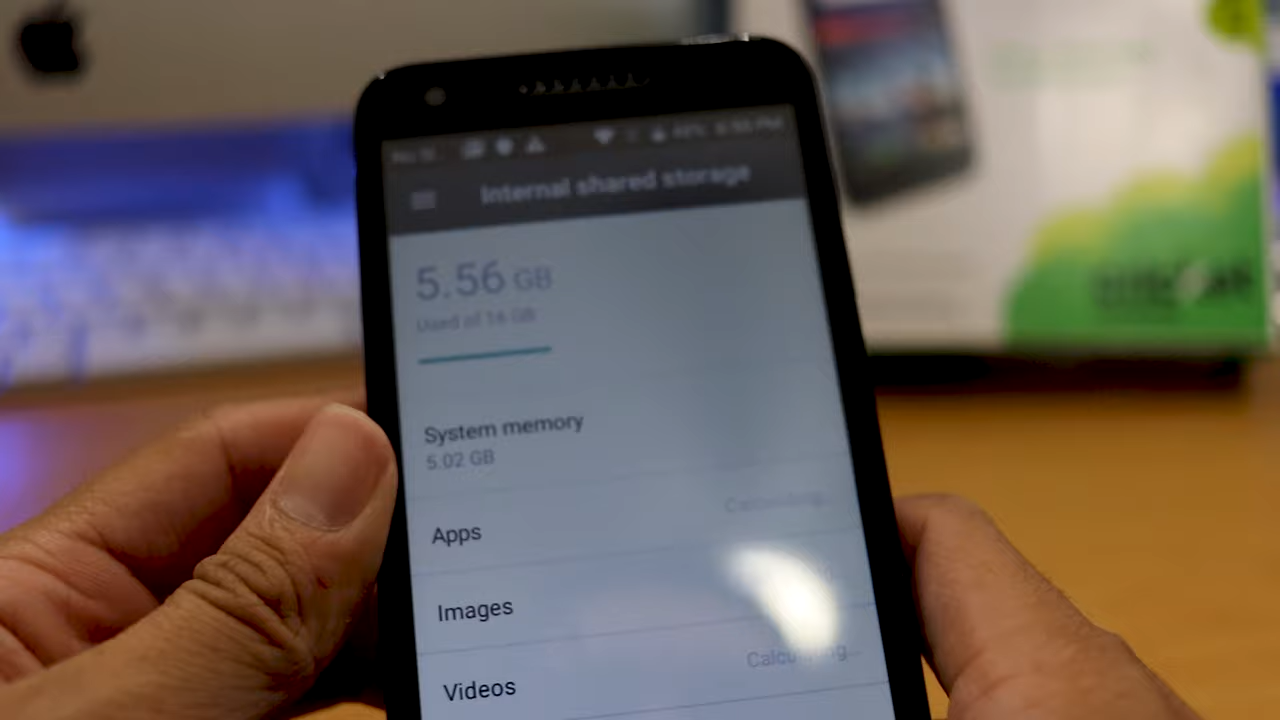 Internal shared storage
5.56 GB
Used of 16 GB
System memory
5.02 GB
Apps
Calculating...
Images
Videos